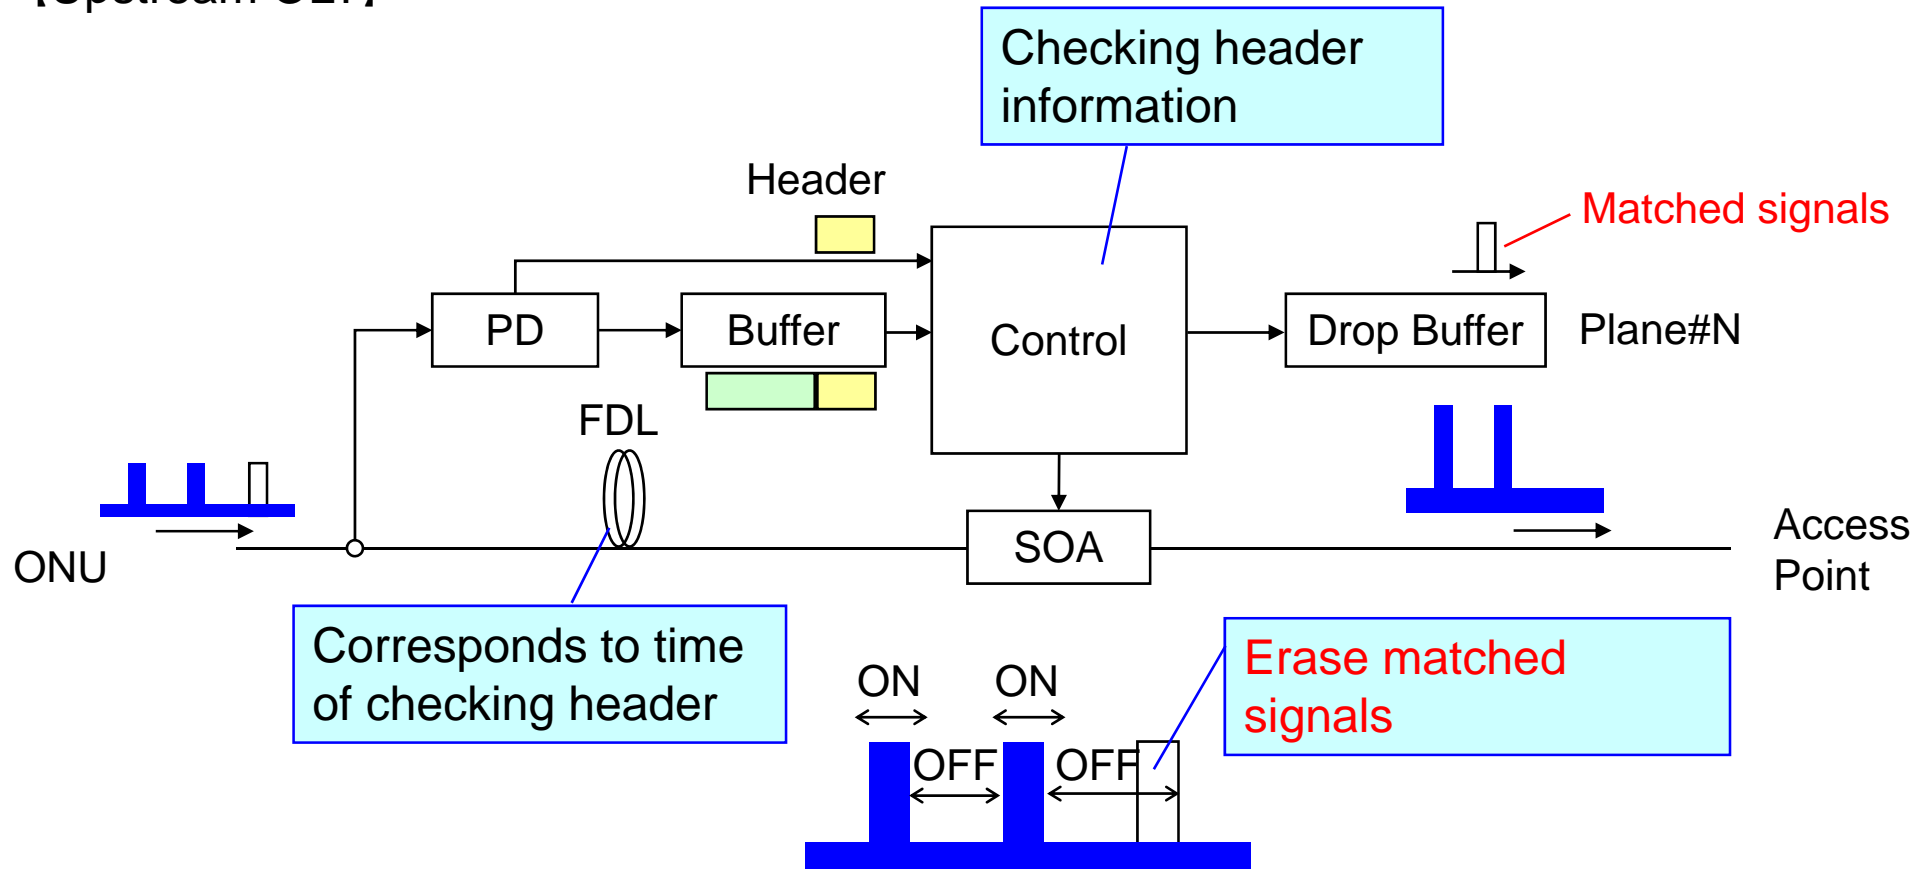 Checking header
information
Header
Matched signals
PD
Buffer
Control
Drop Buffer
Plane#N
FDL
ONU
SOA
Access
Point
Corresponds to time
of checking header
ON
ON
OFF
OFF
Erase matched
signals